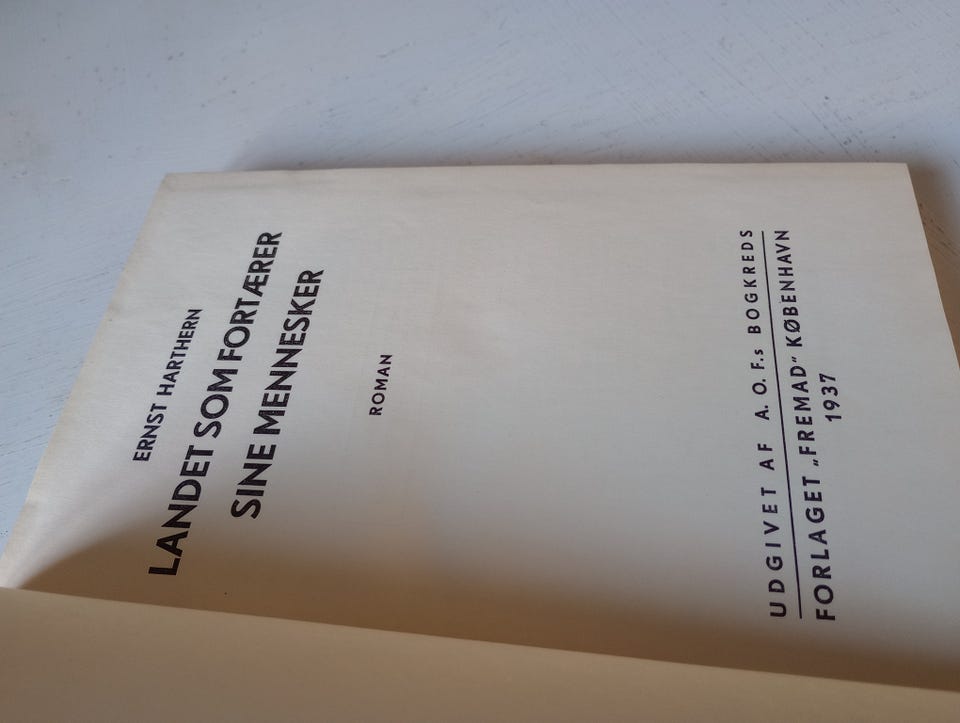 ERNST HARTHERN
LANDET SOM FORTÆRER
SINE MENNESKER
ROMAN
UDGIVET AF A. O. F.s BOGKREDS
FORLAGET „FREMAD“ KØBENHAVN
1937